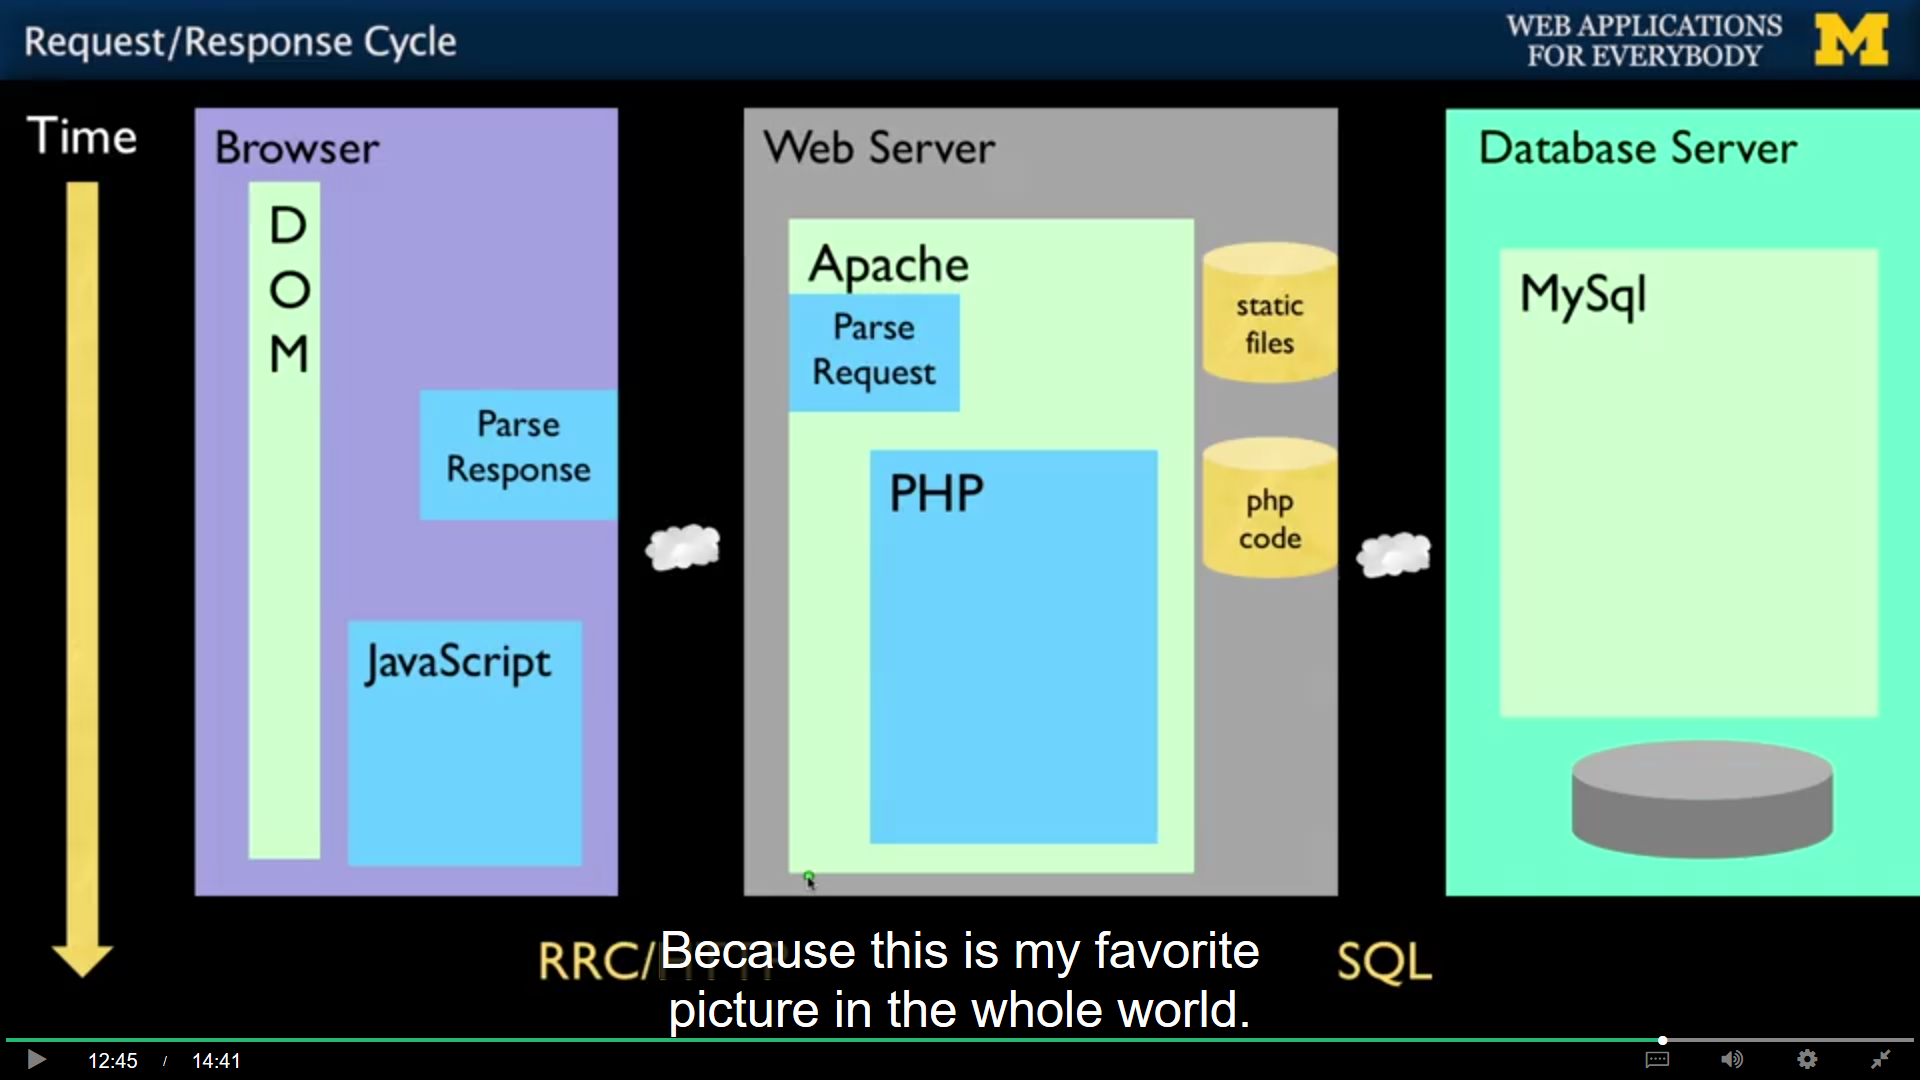 Request/Response Cycle
WEB APPLICATIONS
FOR EVERYBODY
M
Time
Browser
D
O
M
Parse
Response
JavaScript
Web Server
Apache
Parse
Request
PHP
static
files
php
code
Database Server
MySql
RRC/HTTP
SQL
Because this is my favorite
picture in the whole world.
12:45 / 14:41